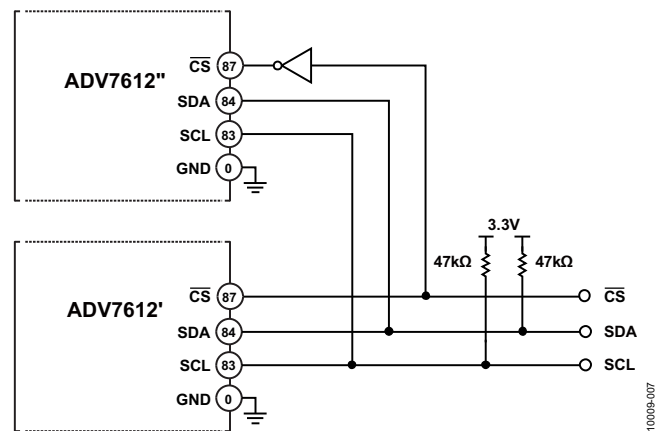 ADV7612"
CS 87
SDA 84
SCL 83
GND 0
3.3V
47kΩ 47kΩ
ADV7612'
CS 87 CS
SDA 84 SDA
SCL 83 SCL
GND 0
10009-007